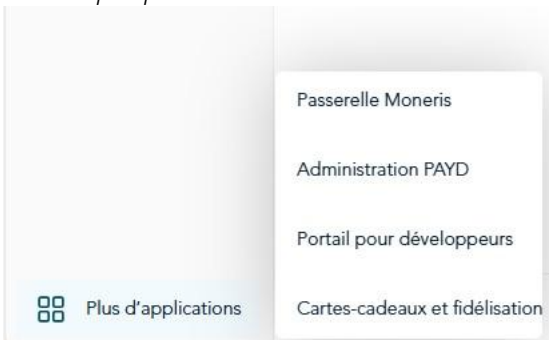 Passerelle Moneris
Administration PAYD
Portail pour développeurs
Plus d'applications
Cartes-cadeaux et fidélisation